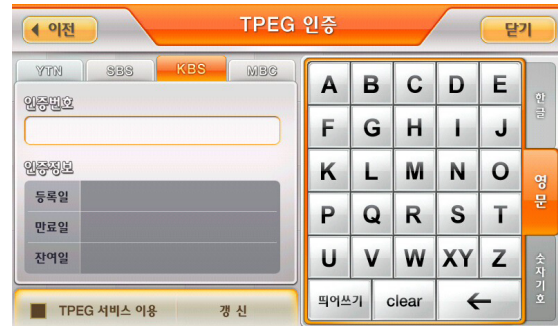 이전
TPEG 인증
닫기
YTN SBS KBS MBC
인증번호
인증정보
등록일
만료일
잔여일
TPEG 서비스 이용
갱 신
A B C D E
F G H I J
K L M N O
P Q R S T
U V W XY Z
띄어쓰기 clear ←
한글
영문
숫자기호